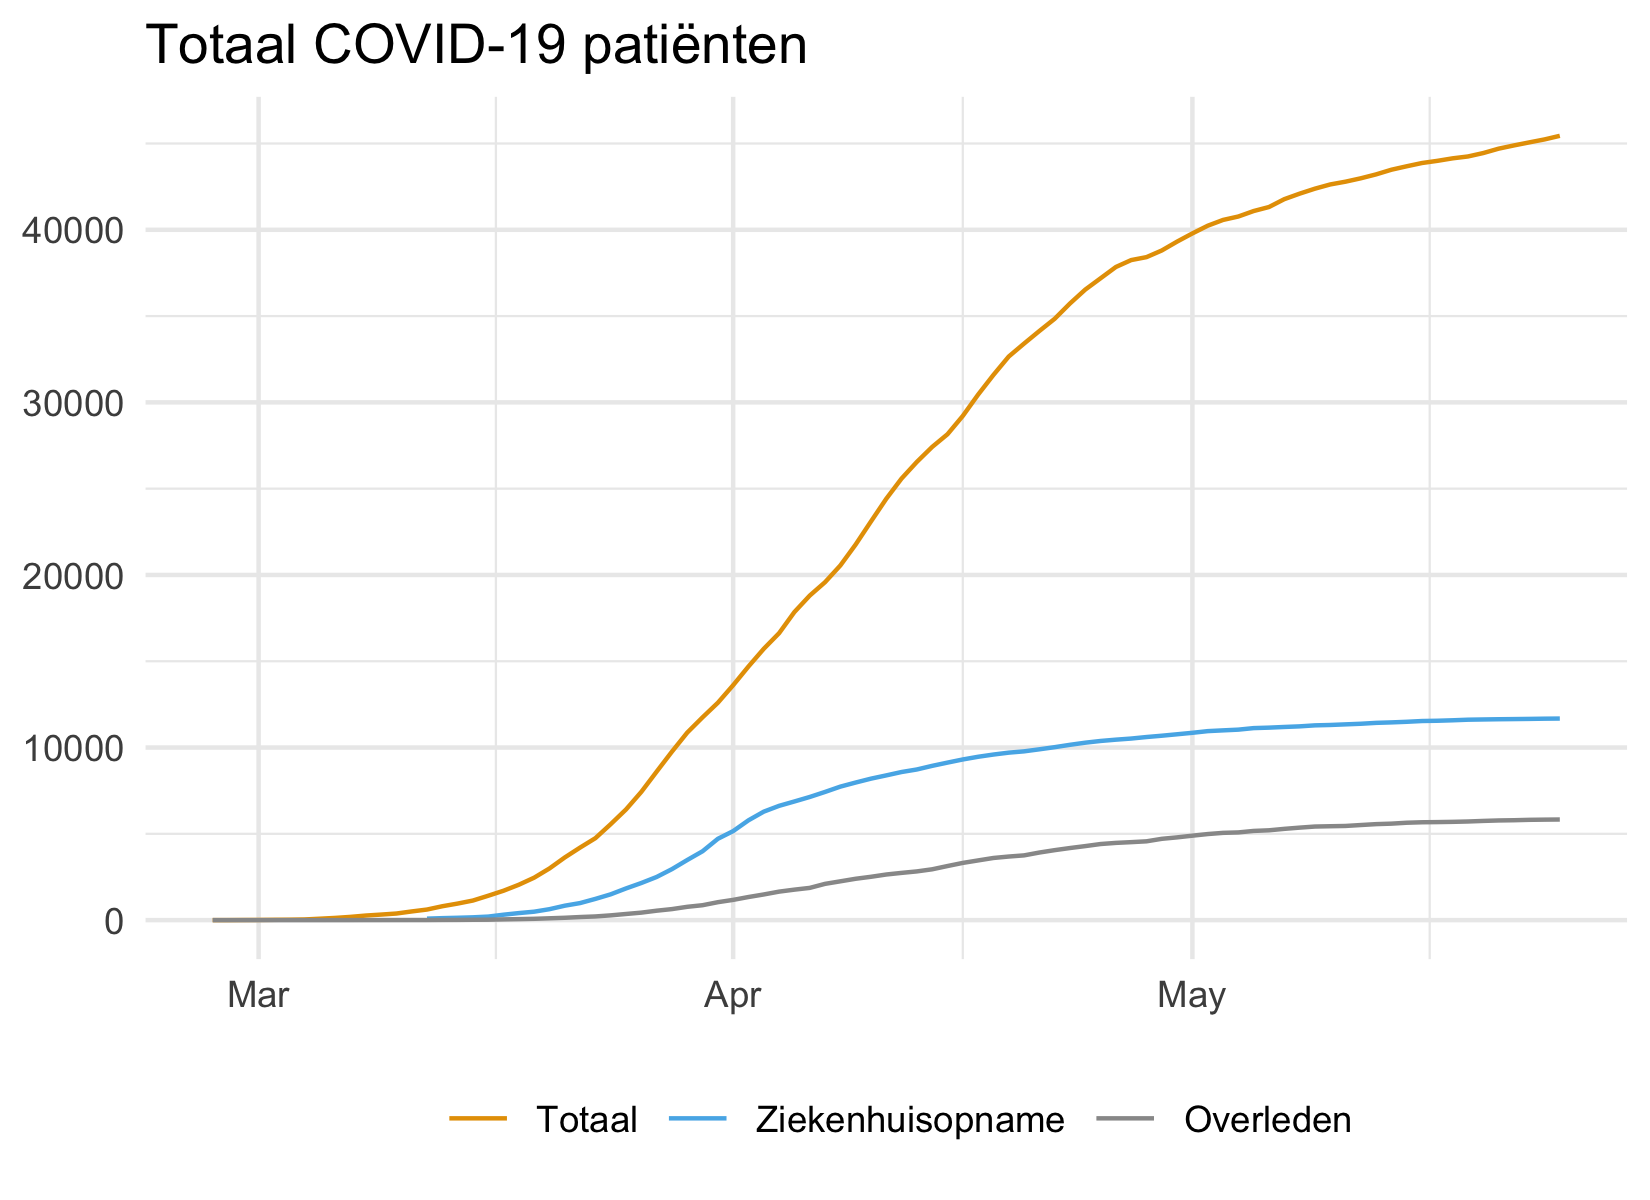 Totaal COVID-19 patiënten
40000
30000
20000
10000
0
Mar Apr May
Totaal Ziekenhuisopname Overleden